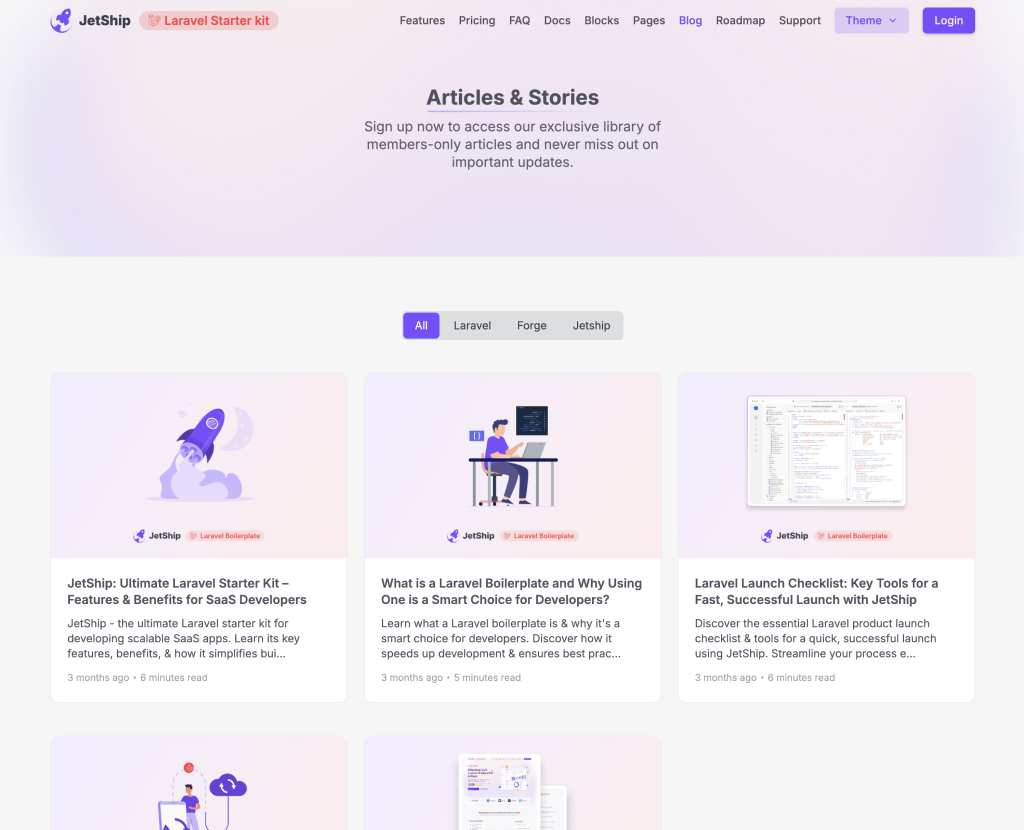 JetShip Laravel Starter kit
Features Pricing FAQ Docs Blocks Pages Blog Roadmap Support Theme Login
Articles & Stories
Sign up now to access our exclusive library of
members-only articles and never miss out on
important updates.
All Laravel Forge Jetship
JetShip Laravel Boilerplate
JetShip: Ultimate Laravel Starter Kit –
Features & Benefits for SaaS Developers
JetShip - the ultimate Laravel starter kit for
developing scalable SaaS apps. Learn its key
features, benefits, & how it simplifies bui...
3 months ago • 6 minutes read
{ }
JetShip Laravel Boilerplate
What is a Laravel Boilerplate and Why Using
One is a Smart Choice for Developers?
Learn what a Laravel boilerplate is & why it's a
smart choice for developers. Discover how it
speeds up development & ensures best prac...
3 months ago • 5 minutes read
JetShip Laravel Boilerplate
Laravel Launch Checklist: Key Tools for a
Fast, Successful Launch with JetShip
Discover the essential Laravel product launch
checklist & tools for a quick, successful launch
using JetShip. Streamline your process e...
3 months ago • 6 minutes read